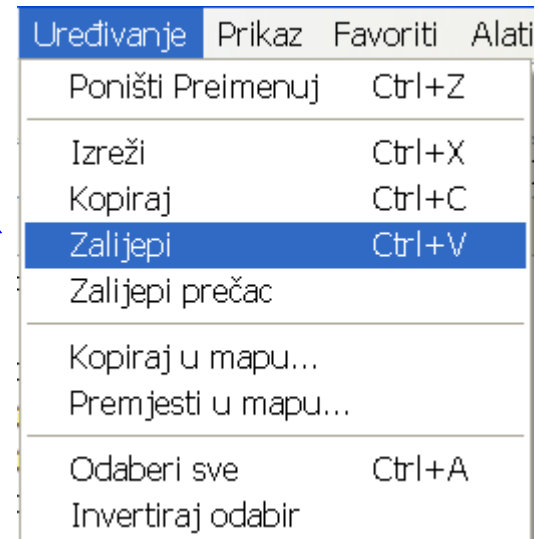 Uređivanje Prikaz Favoriti Alati
Poništi Preimenuj Ctrl+Z
Izreži Ctrl+X
Kopiraj Ctrl+C
Zalijepi Ctrl+V
Zalijepi prečac
Kopiraj u mapu...
Premjesti u mapu...
Odaberi sve Ctrl+A
Invertiraj odabir